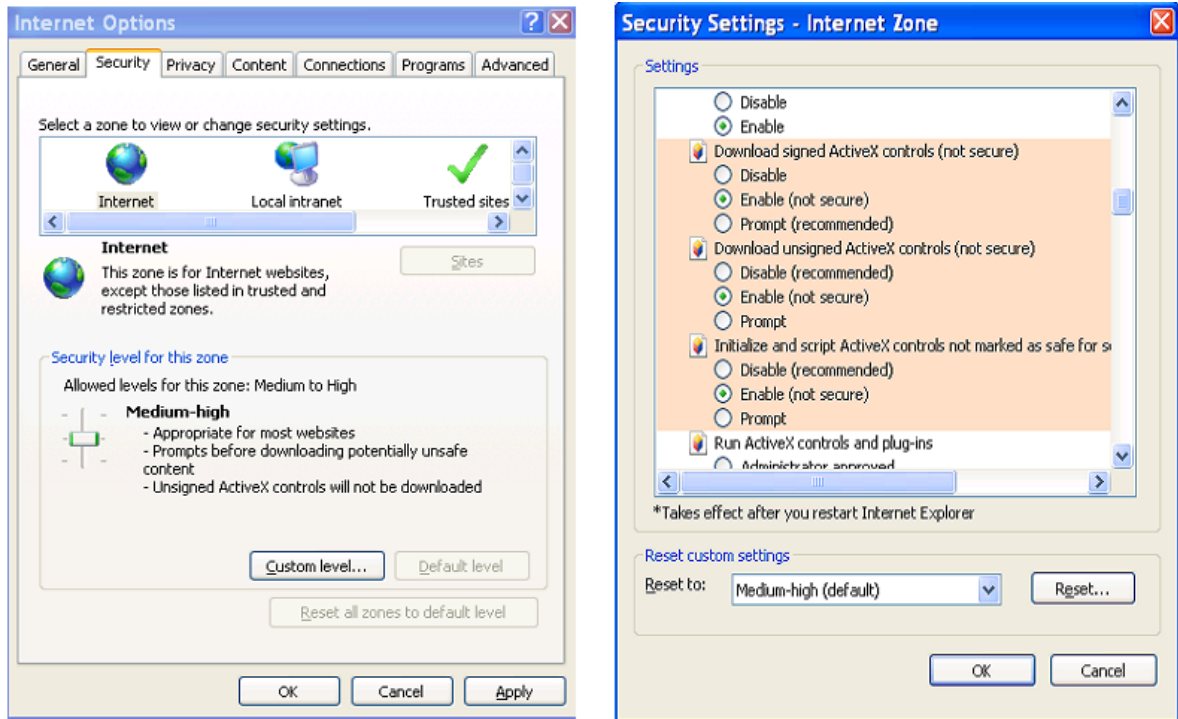 Internet Options
General Security Privacy Content Connections Programs Advanced
Select a zone to view or change security settings.
Internet Local intranet Trusted sites
Internet
This zone is for Internet websites,
except those listed in trusted and
restricted zones.
Sites
Security level for this zone
Allowed levels for this zone: Medium to High
Medium-high
- Appropriate for most websites
- Prompts before downloading potentially unsafe
content
- Unsigned ActiveX controls will not be downloaded
Custom level... Default level
Reset all zones to default level
OK Cancel Apply
Security Settings - Internet Zone
Settings
Disable
Enable
Download signed ActiveX controls (not secure)
Disable
Enable (not secure)
Prompt (recommended)
Download unsigned ActiveX controls (not secure)
Disable (recommended)
Enable (not secure)
Prompt
Initialize and script ActiveX controls not marked as safe for s
Disable (recommended)
Enable (not secure)
Prompt
Run ActiveX controls and plug-ins
Administrator approved
*Takes effect after you restart Internet Explorer
Reset custom settings
Reset to: Medium-high (default) Reset...
OK Cancel